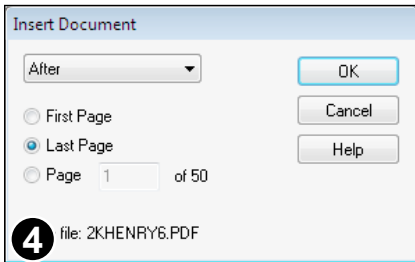 Insert Document
After
OK
First Page
Cancel
Last Page
Help
Page 1 of 50
4
file: 2KHENRY6.PDF